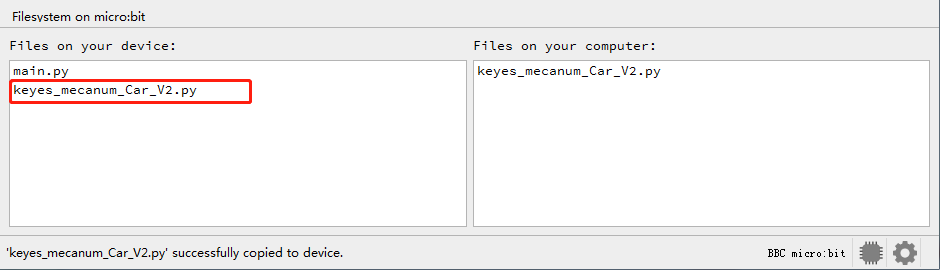 Filesystem on micro:bit
Files on your device:
main.py
keyes_mecanum_Car_V2.py
Files on your computer:
keyes_mecanum_Car_V2.py
'keyes_mecanum_Car_V2.py' successfully copied to device.
BBC micro:bit